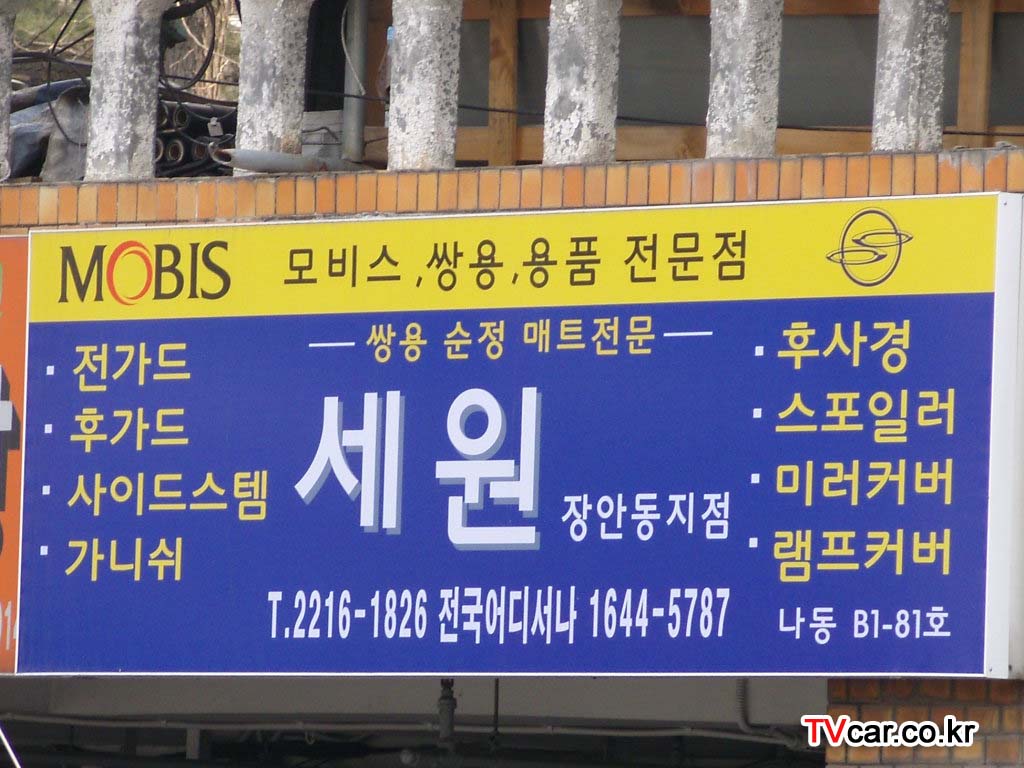 MOBIS 모비스,쌍용,용품 전문점
쌍용 순정 매트전문
· 전가드
· 후가드
· 사이드스템
· 가니쉬
세원 장안동지점
· 후사경
· 스포일러
· 미러커버
· 램프커버
T.2216-1826 전국어디서나 1644-5787
나동 B1-81호
TVcar.co.kr